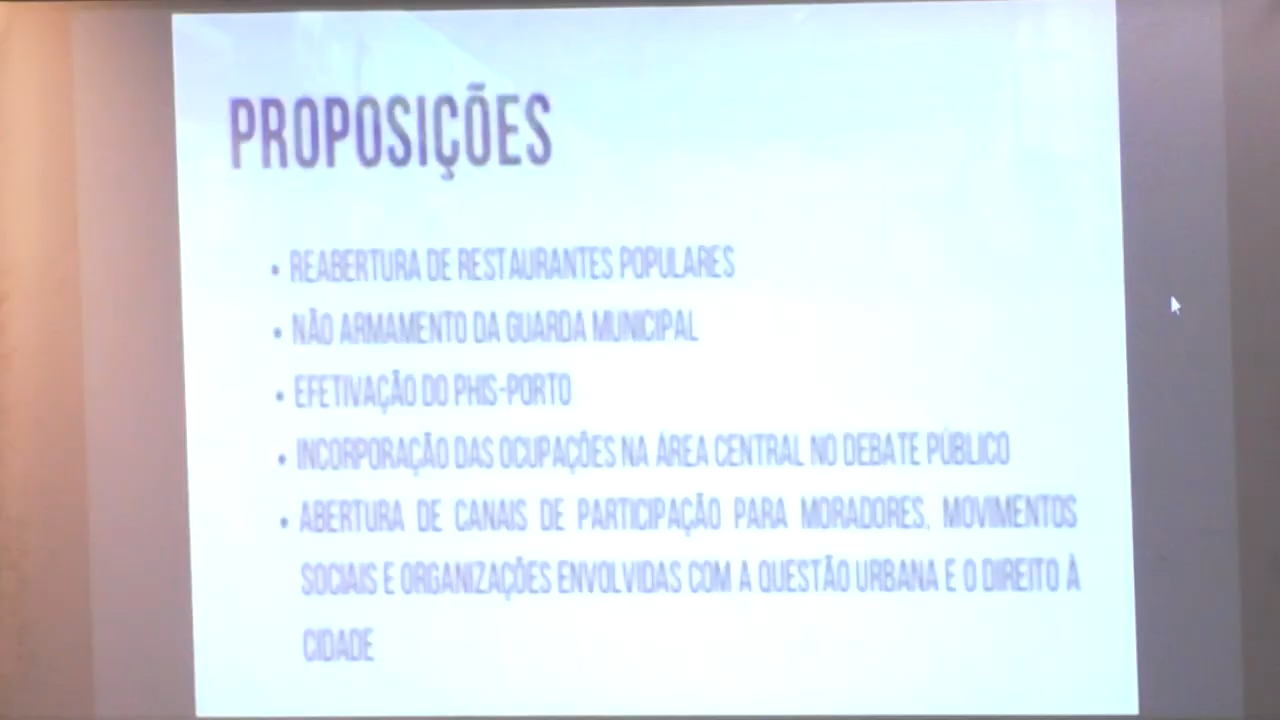 PROPOSIÇÕES
• REABERTURA DE RESTAURANTES POPULARES
• NÃO ARMAMENTO DA GUARDA MUNICIPAL
• EFETIVAÇÃO DO PHIS-PORTO
• INCORPORAÇÃO DAS OCUPAÇÕES NA ÁREA CENTRAL NO DEBATE PÚBLICO
• ABERTURA DE CANAIS DE PARTICIPAÇÃO PARA MORADORES, MOVIMENTOS
SOCIAIS E ORGANIZAÇÕES ENVOLVIDAS COM A QUESTÃO URBANA E O DIREITO À
CIDADE